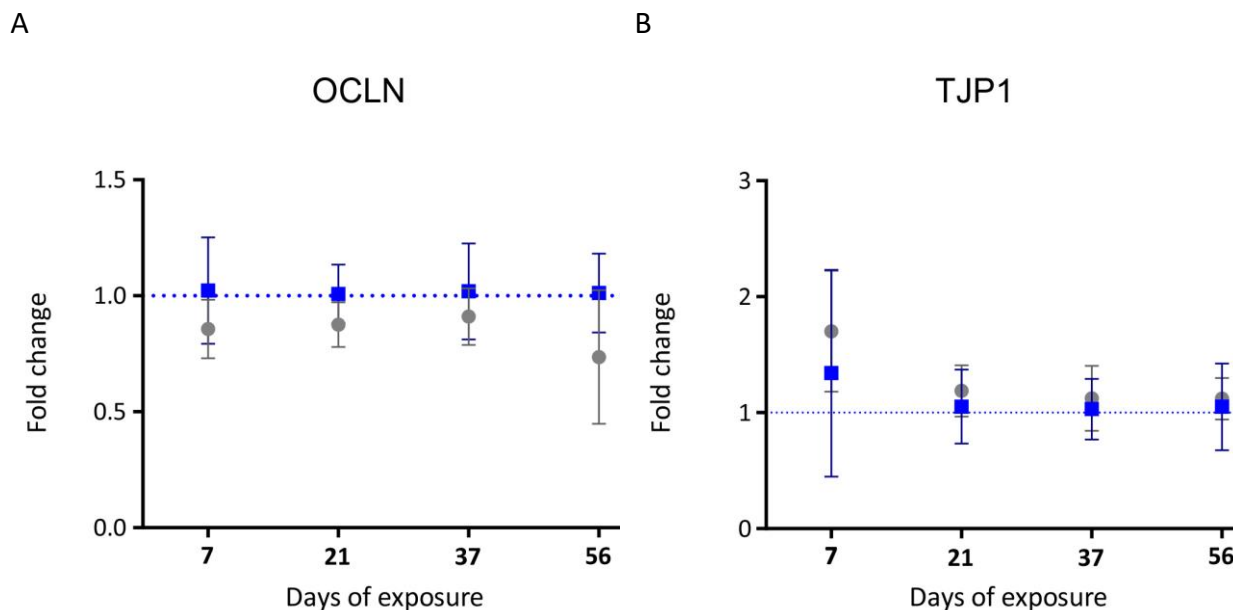 A
B
OCLN
TJP1
Fold change
1.5
1.0
0.5
0.0
7 21 37 56
Days of exposure
Fold change
3
2
1
0
7 21 37 56
Days of exposure